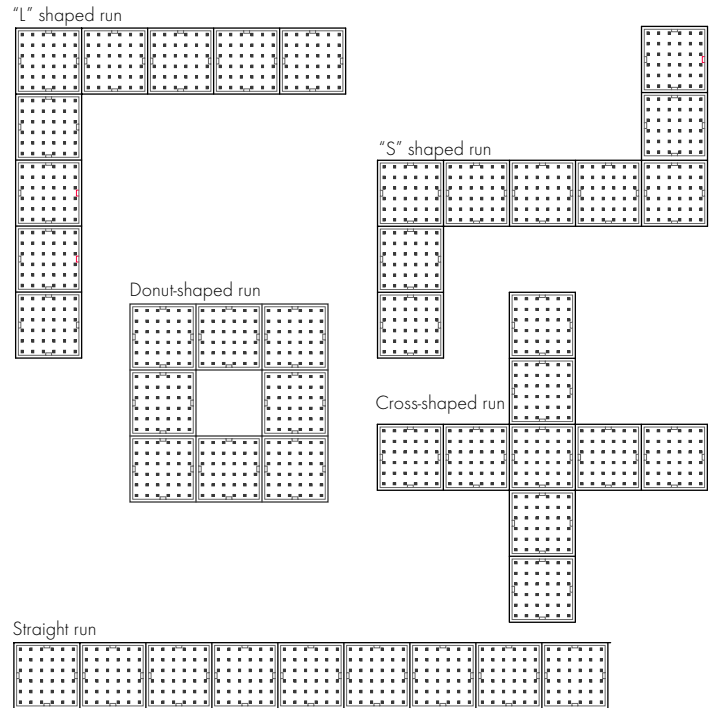 “L” shaped run
“S” shaped run
Donut-shaped run
Cross-shaped run
Straight run